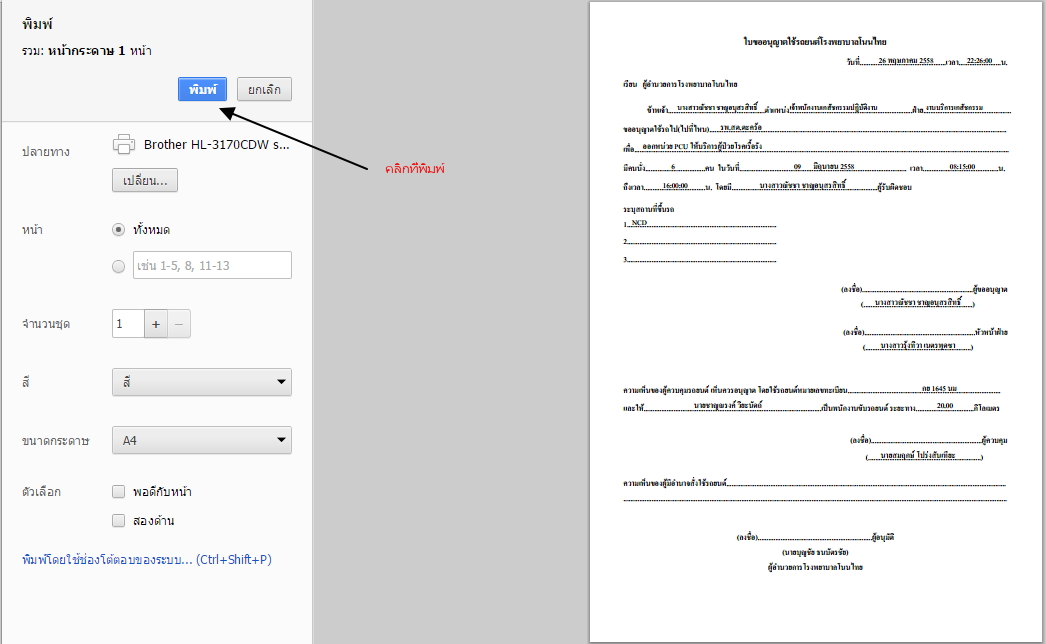 พิมพ์
รวม: หน้ากระดาษ 1 หน้า
พิมพ์
ยกเลิก
ปลายทาง
Brother HL-3170CDW s...
เปลี่ยน...
คลิกที่พิมพ์
หน้า
ทั้งหมด
เช่น 1-5, 8, 11-13
จำนวนชุด
1
+
−
สี
สี
ขนาดกระดาษ
A4
ตัวเลือก
พอดีกับหน้า
สองด้าน
พิมพ์โดยใช้ช่องโต้ตอบของระบบ... (Ctrl+Shift+P)
ใบขออนุญาตใช้รถยนต์โรงพยาบาลโนนไทย
วันที่ 26 พฤษภาคม 2558 เวลา 22:26:00 น.
เรียน ผู้อำนวยการโรงพยาบาลโนนไทย
ข้าพเจ้า นางสาวณัชชา ชาญอนุสรสิทธิ์ ตำแหน่ง เจ้าพนักงานเภสัชกรรมปฏิบัติงาน ฝ่าย งานบริการเภสัชกรรม
ขออนุญาตใช้รถไป(ไปที่ไหน) รพ.สต.ตะคร้อ
เพื่อ ออกหน่วย PCU ให้บริการผู้ป่วยโรคเรื้อรัง
มีคนนั่ง 6 คน ในวันที่ 09 มิถุนายน 2558 เวลา 08:15:00 น.
ถึงเวลา 16:00:00 น. โดยมี นางสาวณัชชา ชาญอนุสรสิทธิ์ ผู้รับผิดชอบ
ระบุสถานที่ขึ้นรถ
1. NCD
2.
3.
(ลงชื่อ) ผู้ขออนุญาต
( นางสาวณัชชา ชาญอนุสรสิทธิ์ )
(ลงชื่อ) หัวหน้าฝ่าย
( นางสาวรุ้งทิวา เนตรพุดซา )
ความเห็นของผู้ควบคุมรถยนต์ เห็นควรอนุญาต โดยใช้รถยนต์หมายเลขทะเบียน กย 1645 นม
และให้ นายชาญณรงค์ เป็นพนักงานขับรถยนต์ ระยะทาง 20.00 กิโลเมตร
(ลงชื่อ) ผู้ควบคุม
( นายสมฤกษ์ )
ความเห็นของผู้มีอำนาจสั่งใช้รถยนต์
(ลงชื่อ) ผู้อนุมัติ
(นายบุญชัย ธนบัตรชัย)
ผู้อำนวยการโรงพยาบาลโนนไทย